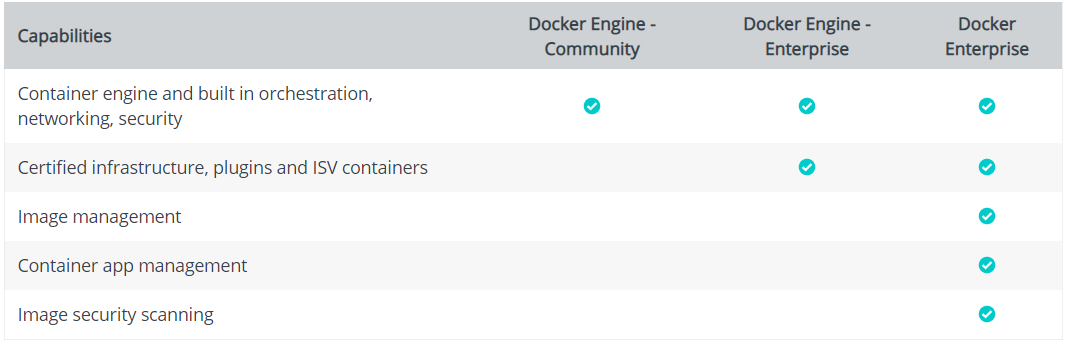 Capabilities
Docker Engine -
Community
Docker Engine -
Enterprise
Docker
Enterprise
Container engine and built in orchestration,
networking, security
Certified infrastructure, plugins and ISV containers
Image management
Container app management
Image security scanning